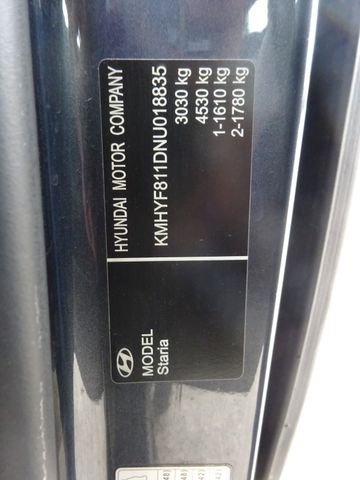 HYUNDAI MOTOR COMPANY
KMHYF811DNU018835
3030 kg
4530 kg
1-1610 kg
2-1780 kg
MODEL
Staria